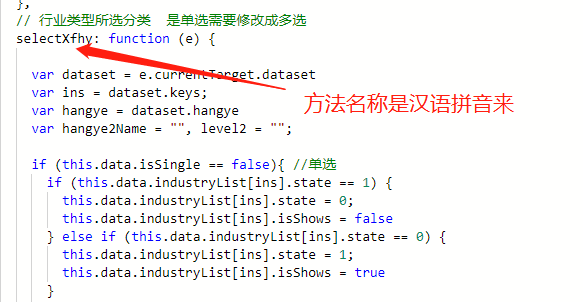 },
// 行业类型所选分类  是单选需要修改成多选
selectXfhy: function (e) {
var dataset = e.currentTarget.dataset
var ins = dataset.keys;
var hangye = dataset.hangye
方法名称是汉语拼音来
var hangye2Name = "", level2 = "";
if (this.data.isSingle == false){ //单选
if (this.data.industryList[ins].state == 1) {
this.data.industryList[ins].state = 0;
this.data.industryList[ins].isShows = false
} else if (this.data.industryList[ins].state == 0) {
this.data.industryList[ins].state = 1;
this.data.industryList[ins].isShows = true
}